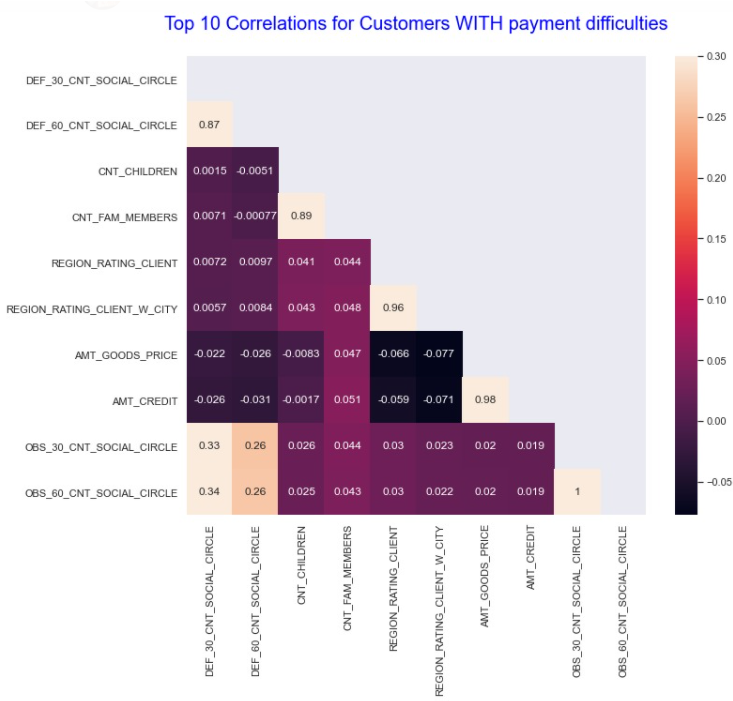 Top 10 Correlations for Customers WITH payment difficulties
0.30
DEF_30_CNT_SOCIAL_CIRCLE
0.25
DEF_60_CNT_SOCIAL_CIRCLE 0.87
0.20
CNT_CHILDREN 0.0015 -0.0051
CNT_FAM_MEMBERS 0.0071 -0.00077 0.89
0.15
REGION_RATING_CLIENT 0.0072 0.0097 0.041 0.044
0.10
REGION_RATING_CLIENT_W_CITY 0.0057 0.0084 0.043 0.048 0.96
AMT_GOODS_PRICE -0.022 -0.026 -0.0083 0.047 -0.066 -0.077
0.05
AMT_CREDIT -0.026 -0.031 -0.0017 0.051 -0.059 -0.071 0.98
0.00
OBS_30_CNT_SOCIAL_CIRCLE 0.33 0.26 0.026 0.044 0.03 0.023 0.02 0.019
-0.05
OBS_60_CNT_SOCIAL_CIRCLE 0.34 0.26 0.025 0.043 0.03 0.022 0.02 0.019 1
DEF_30_CNT_SOCIAL_CIRCLE
DEF_60_CNT_SOCIAL_CIRCLE
CNT_CHILDREN
CNT_FAM_MEMBERS
REGION_RATING_CLIENT
REGION_RATING_CLIENT_W_CITY
AMT_GOODS_PRICE
AMT_CREDIT
OBS_30_CNT_SOCIAL_CIRCLE
OBS_60_CNT_SOCIAL_CIRCLE